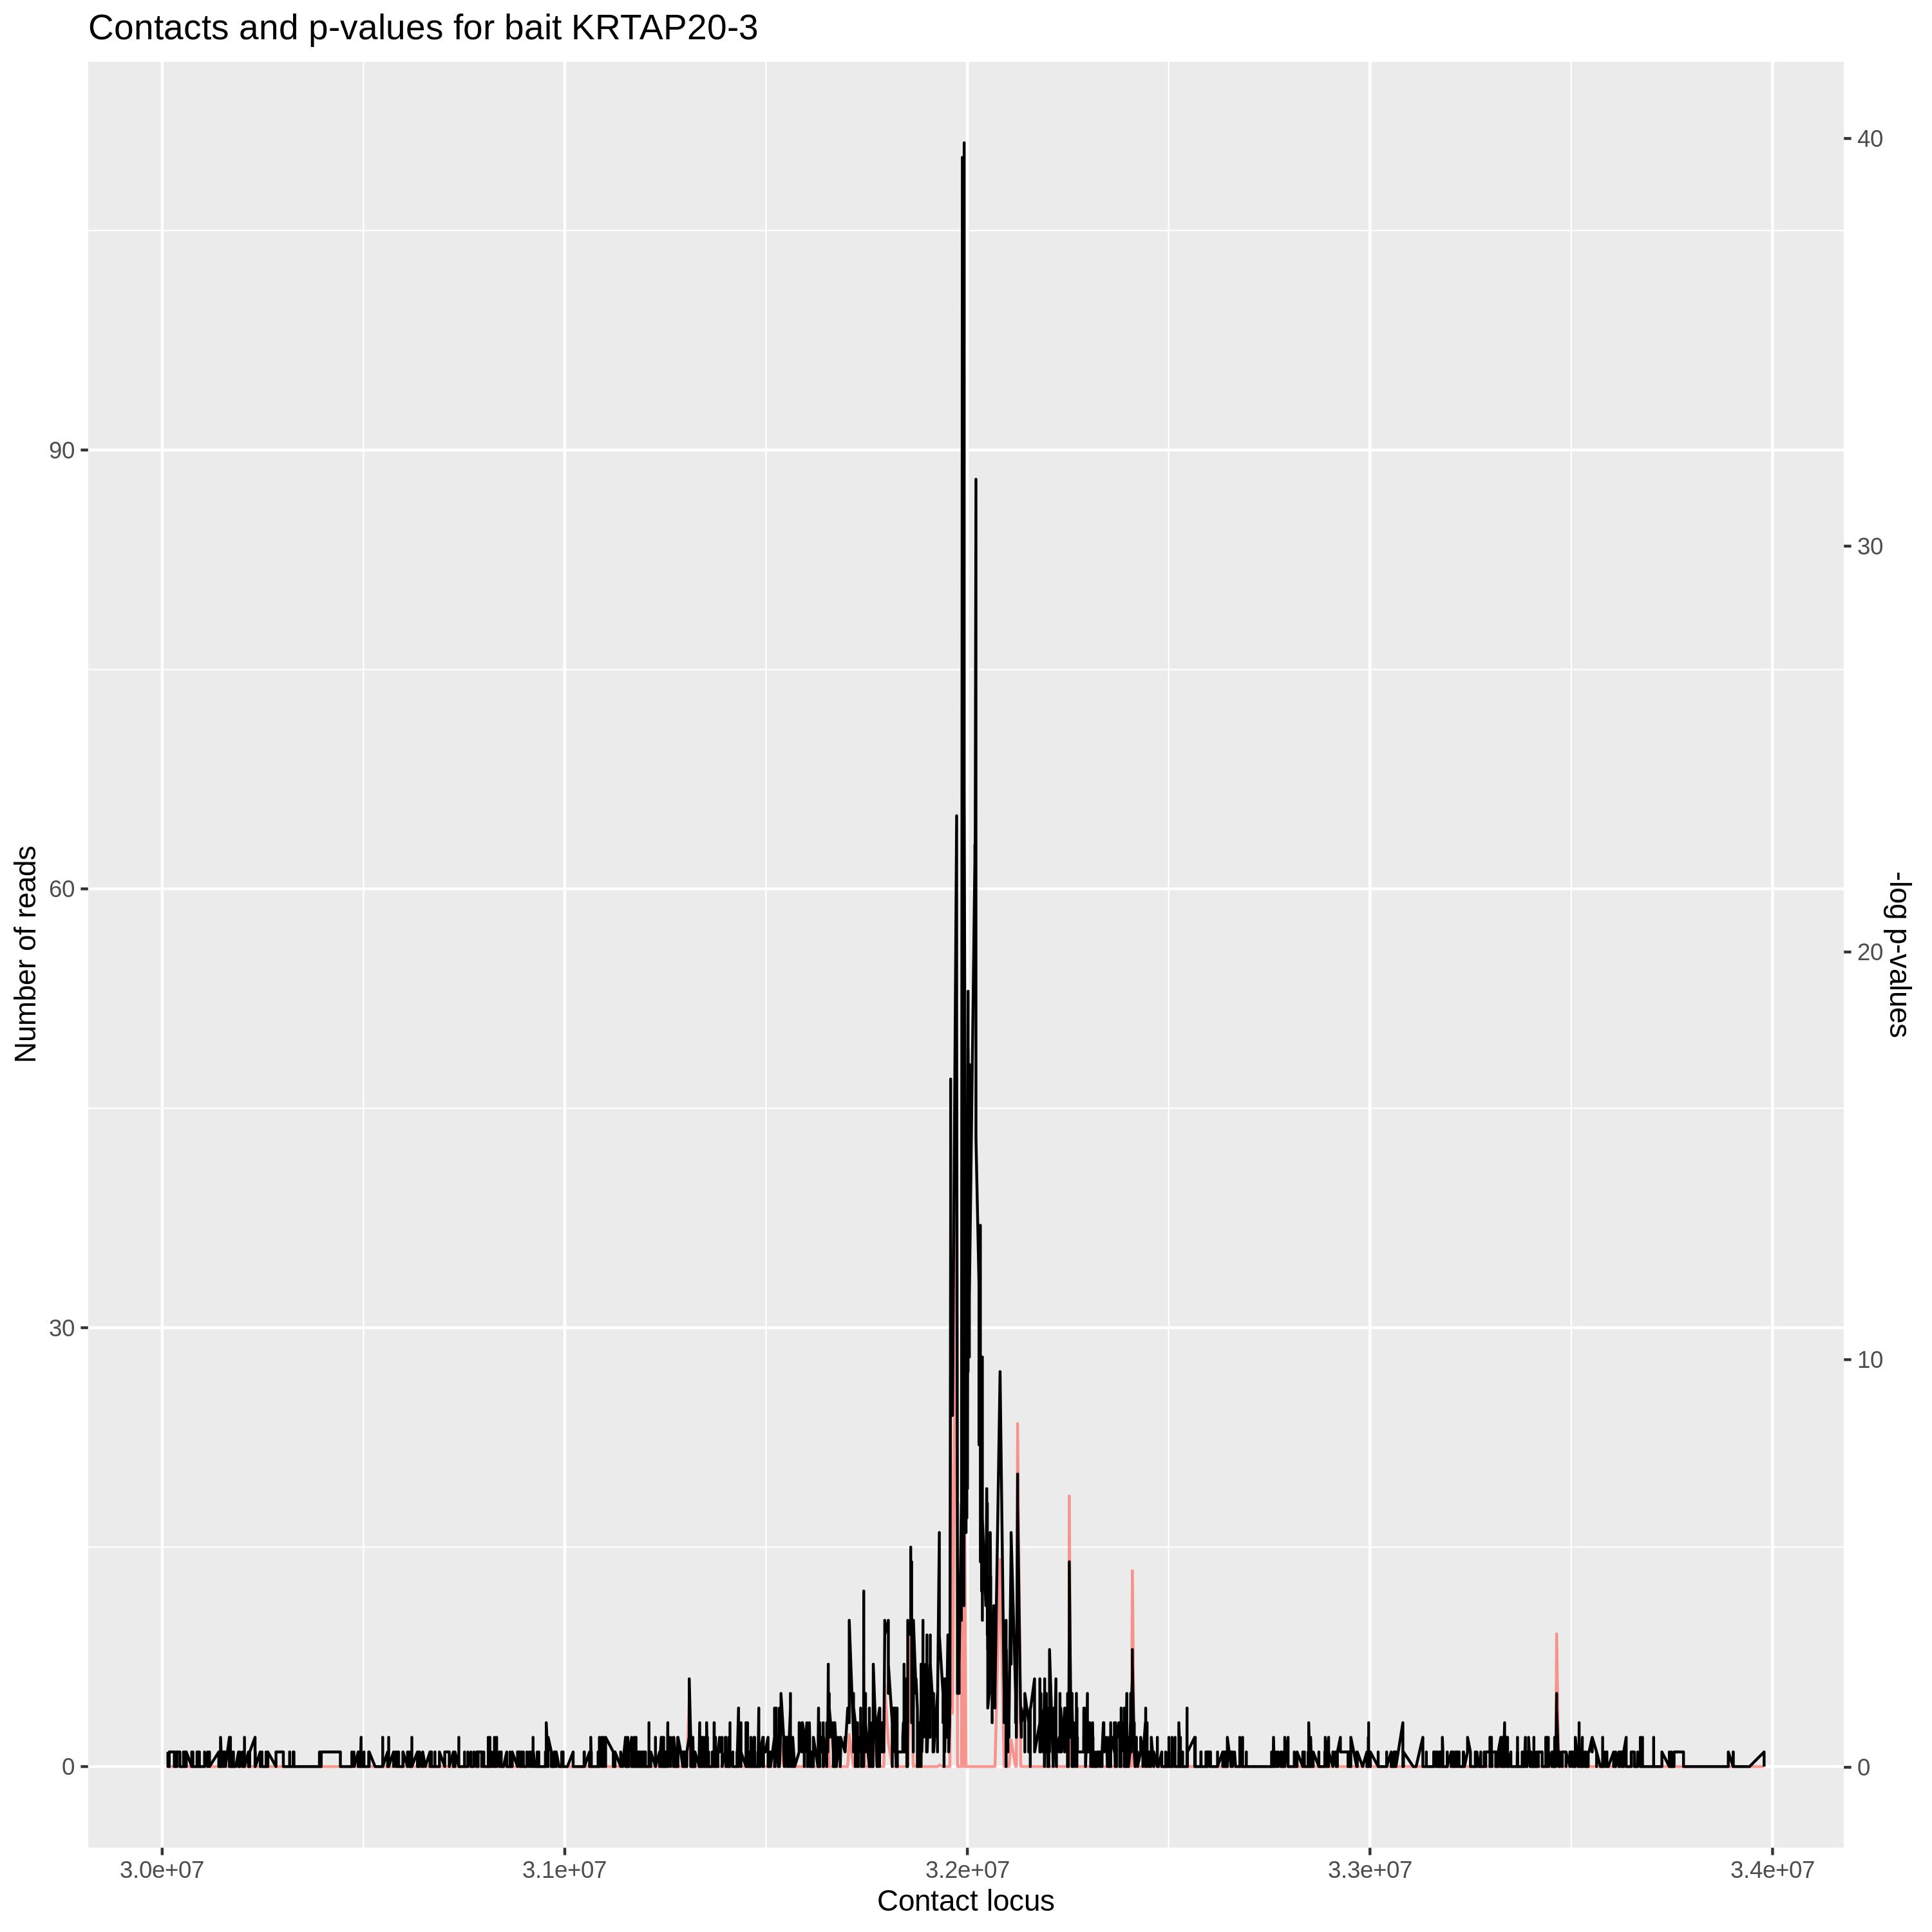 Contacts and p-values for bait KRTAP20-3
Number of reads
90
60
30
0
40
30
20
10
0
-log p-values
3.0e+07 3.1e+07 3.2e+07 3.3e+07 3.4e+07
Contact locus